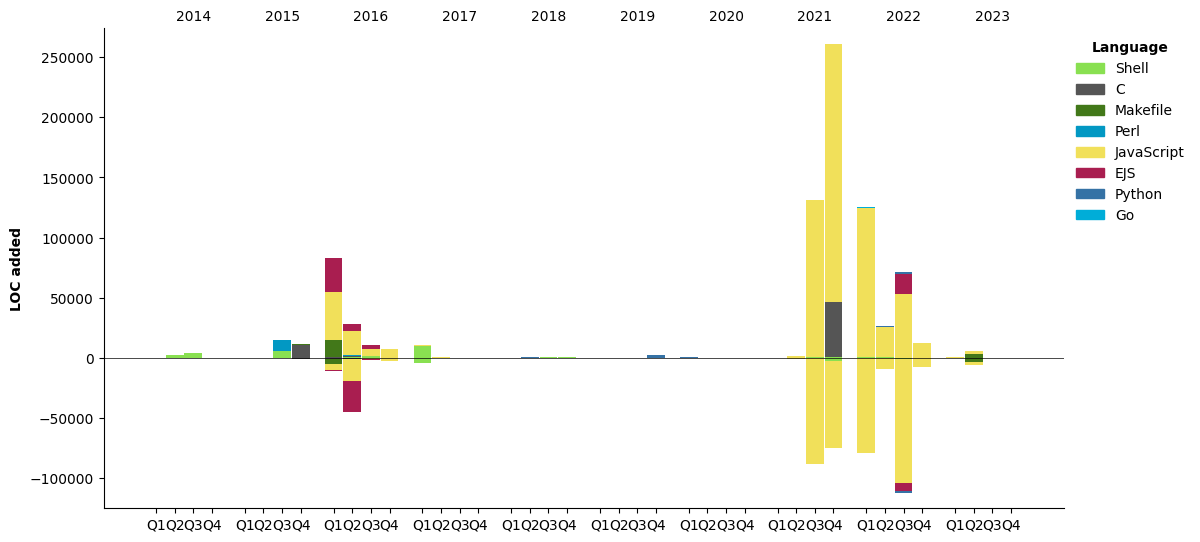 2014 2015 2016 2017 2018 2019 2020 2021 2022 2023
Language
Shell
C
Makefile
Perl
JavaScript
EJS
Python
Go
LOC added
250000
200000
150000
100000
50000
0
−50000
−100000
Q1Q2Q3Q4 Q1Q2Q3Q4 Q1Q2Q3Q4 Q1Q2Q3Q4 Q1Q2Q3Q4 Q1Q2Q3Q4 Q1Q2Q3Q4 Q1Q2Q3Q4 Q1Q2Q3Q4 Q1Q2Q3Q4